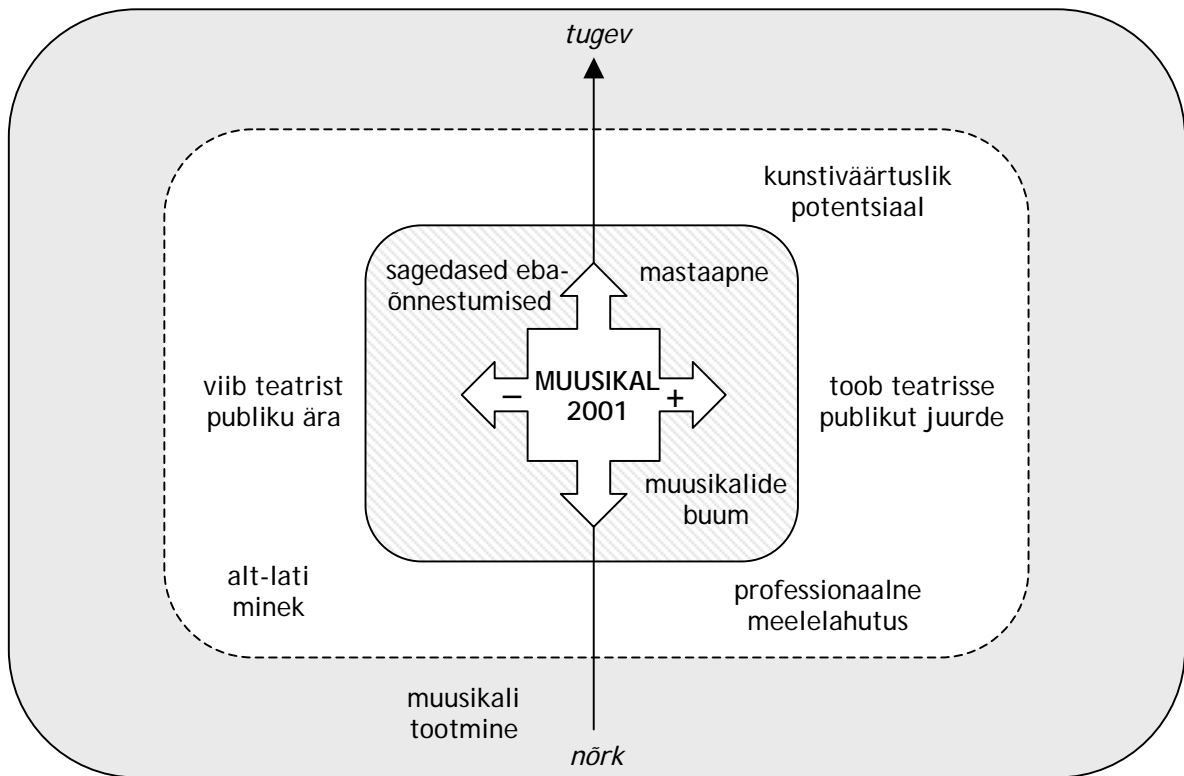 tugev
kunstiväärtuslik
potentsiaal
sagedased eba-
õnnestumised
mastaapne
viib teatrist
publiku ära
–
MUUSIKAL
2001
+
toob teatrisse
publikut juurde
muusikalide
buum
alt-lati
minek
professionaalne
meelelahutus
muusikali
tootmine
nõrk